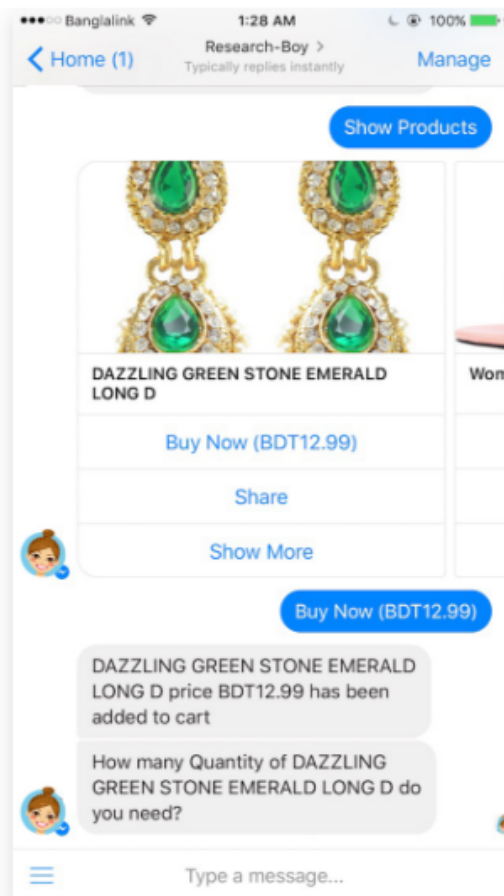 Banglalink 1:28 AM 100%
Home (1) Research-Boy > Manage
Typically replies instantly
Show Products
DAZZLING GREEN STONE EMERALD
LONG D
Buy Now (BDT12.99)
Share
Show More
Buy Now (BDT12.99)
DAZZLING GREEN STONE EMERALD
LONG D price BDT12.99 has been
added to cart
How many Quantity of DAZZLING
GREEN STONE EMERALD LONG D do
you need?
Type a message...